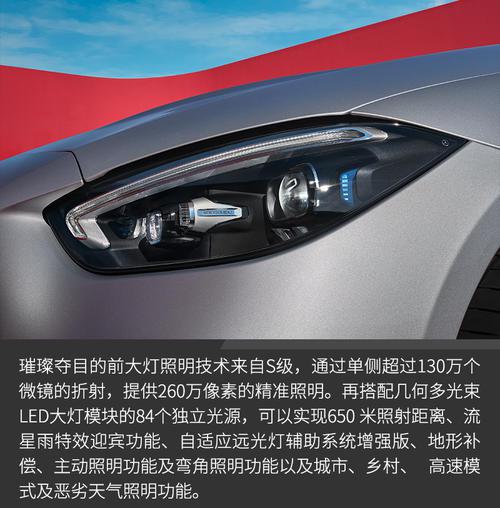 璀璨夺目的前大灯照明技术来自S级，通过单侧超过130万个
微镜的折射，提供260万像素的精准照明。再搭配几何多光束
LED大灯模块的84个独立光源，可以实现650 米照射距离、流
星雨特效迎宾功能、自适应远光灯辅助系统增强版、地形补
偿、主动照明功能及弯角照明功能以及城市、乡村、 高速模
式及恶劣天气照明功能。